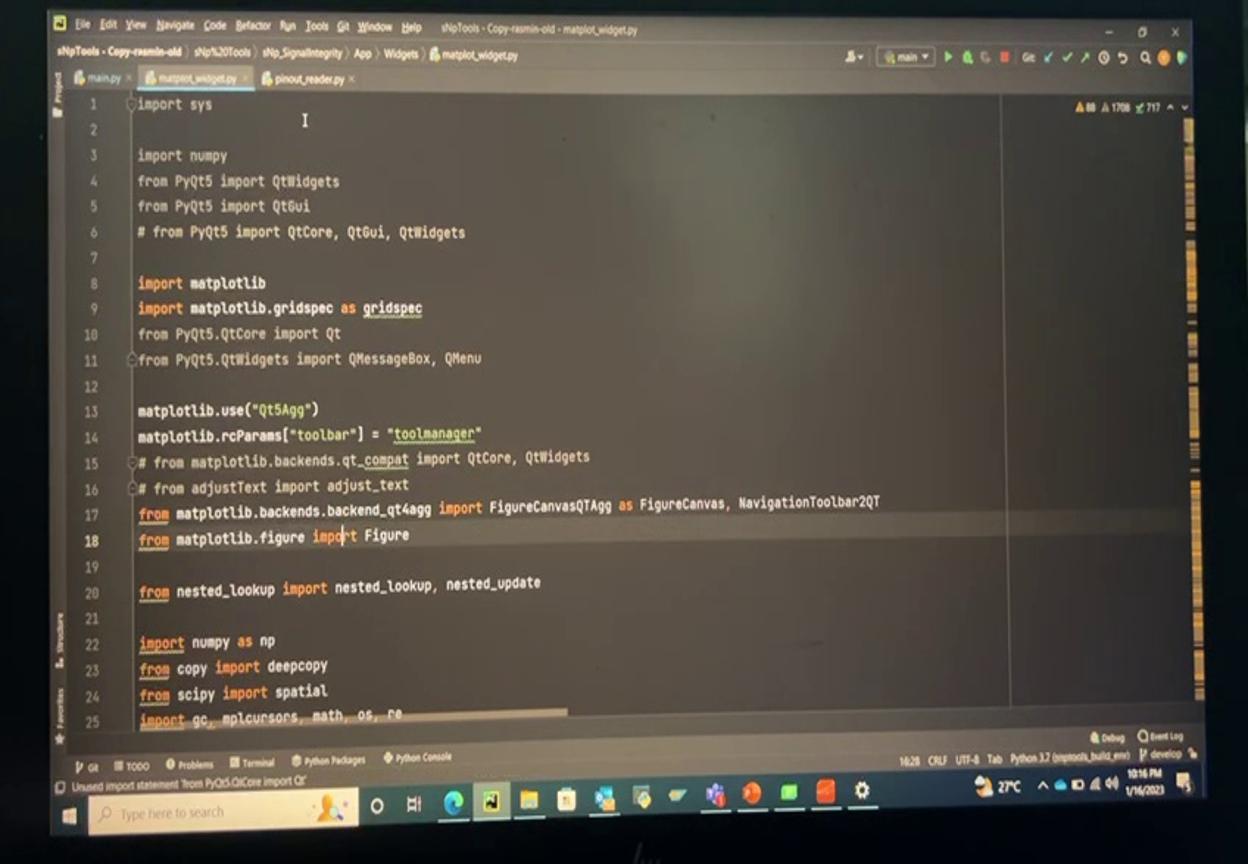 File Edit View Navigate Code Refactor Run Tools Git Window Help sNpTools - Copy-rasmin-old - matplot_widget.py
sNpTools - Copy-rasmin-old sNp%20Tools sNp_SignalIntegrity App Widgets matplot_widget.py main Git:
main.py matplot_widget.py pinout_reader.py
Project
1 import sys
88 1708 717
2
3 import numpy
4 from PyQt5 import QtWidgets
5 from PyQt5 import QtGui
6 # from PyQt5 import QtCore, QtGui, QtWidgets
7
8 import matplotlib
9 import matplotlib.gridspec as gridspec
10 from PyQt5.QtCore import Qt
11 from PyQt5.QtWidgets import QMessageBox, QMenu
12
13 matplotlib.use("Qt5Agg")
14 matplotlib.rcParams["toolbar"] = "toolmanager"
15 # from matplotlib.backends.qt_compat import QtCore, QtWidgets
16 # from adjustText import adjust_text
17 from matplotlib.backends.backend_qt4agg import FigureCanvasQTAgg as FigureCanvas, NavigationToolbar2QT
18 from matplotlib.figure import Figure
19
20 from nested_lookup import nested_lookup, nested_update
21
22 import numpy as np
23 from copy import deepcopy
24 from scipy import spatial
25 import gc, mplcursors, math, os, re
Structure
Favorites
Git TODO Problems Terminal Python Packages Python Console Debug Event Log
Unused import statement 'from PyQt5.QtCore import Qt' 18:28 CRLF UTF-8 Tab Python 3.7 (snptools_build_env) develop
Type here to search 27°C 10:16 PM
1/16/2023